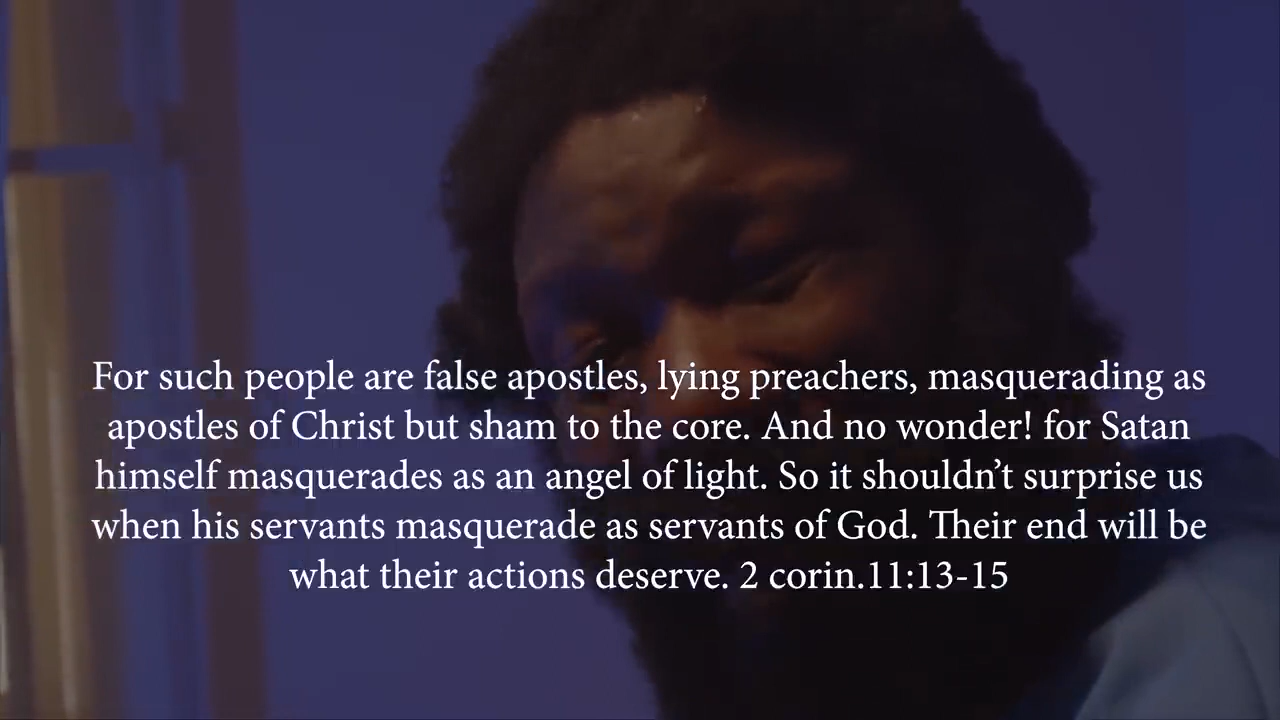 For such people are false apostles, lying preachers, masquerading as
apostles of Christ but sham to the core. And no wonder! for Satan
himself masquerades as an angel of light. So it shouldn’t surprise us
when his servants masquerade as servants of God. Their end will be
what their actions deserve. 2 corin.11:13-15